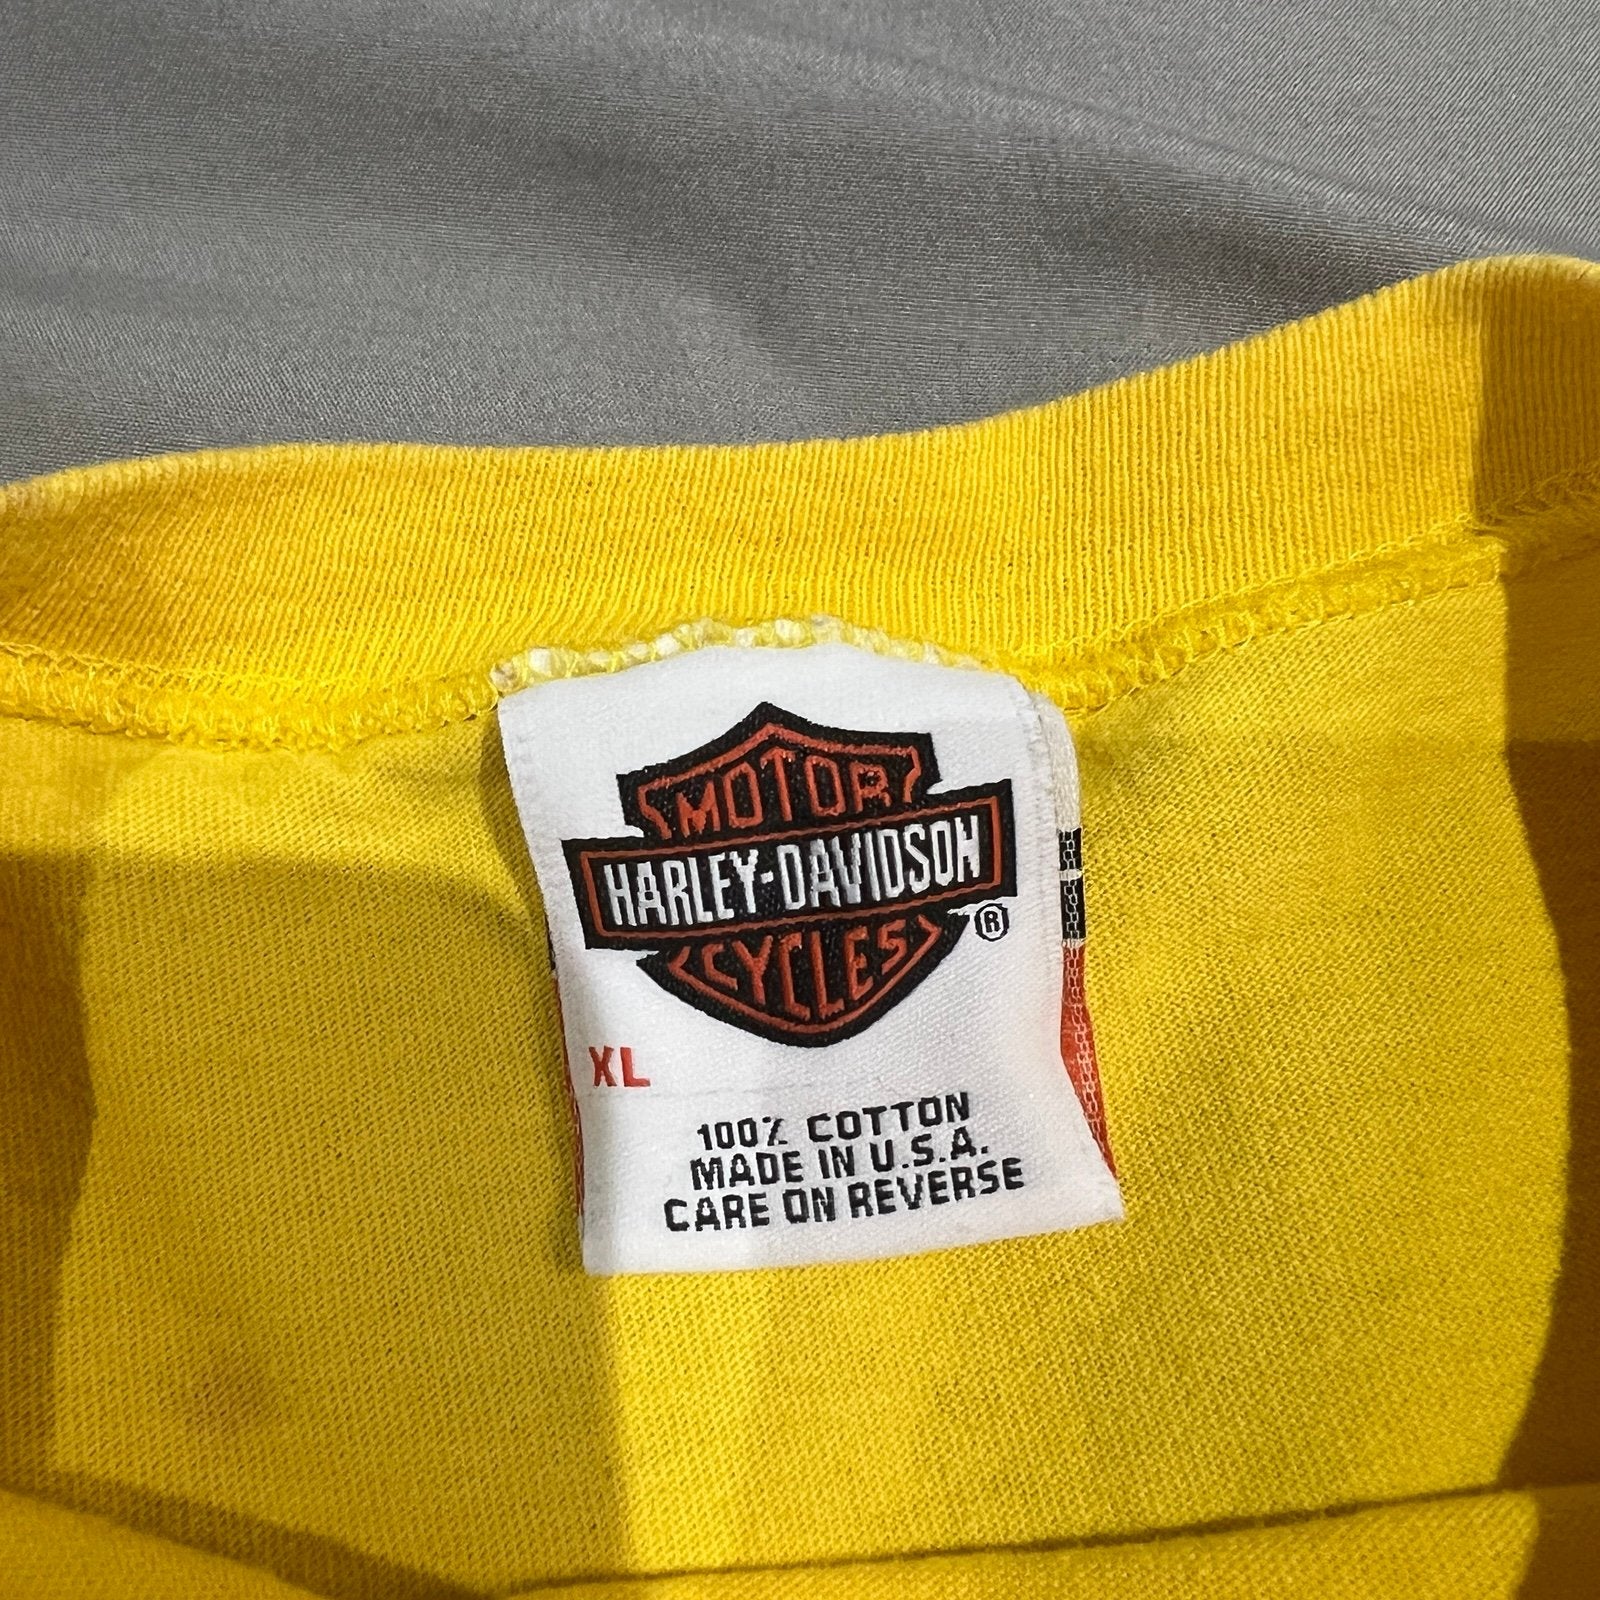 MOTOR
HARLEY-DAVIDSON
CYCLES
®
XL
100% COTTON
MADE IN U.S.A.
CARE ON REVERSE